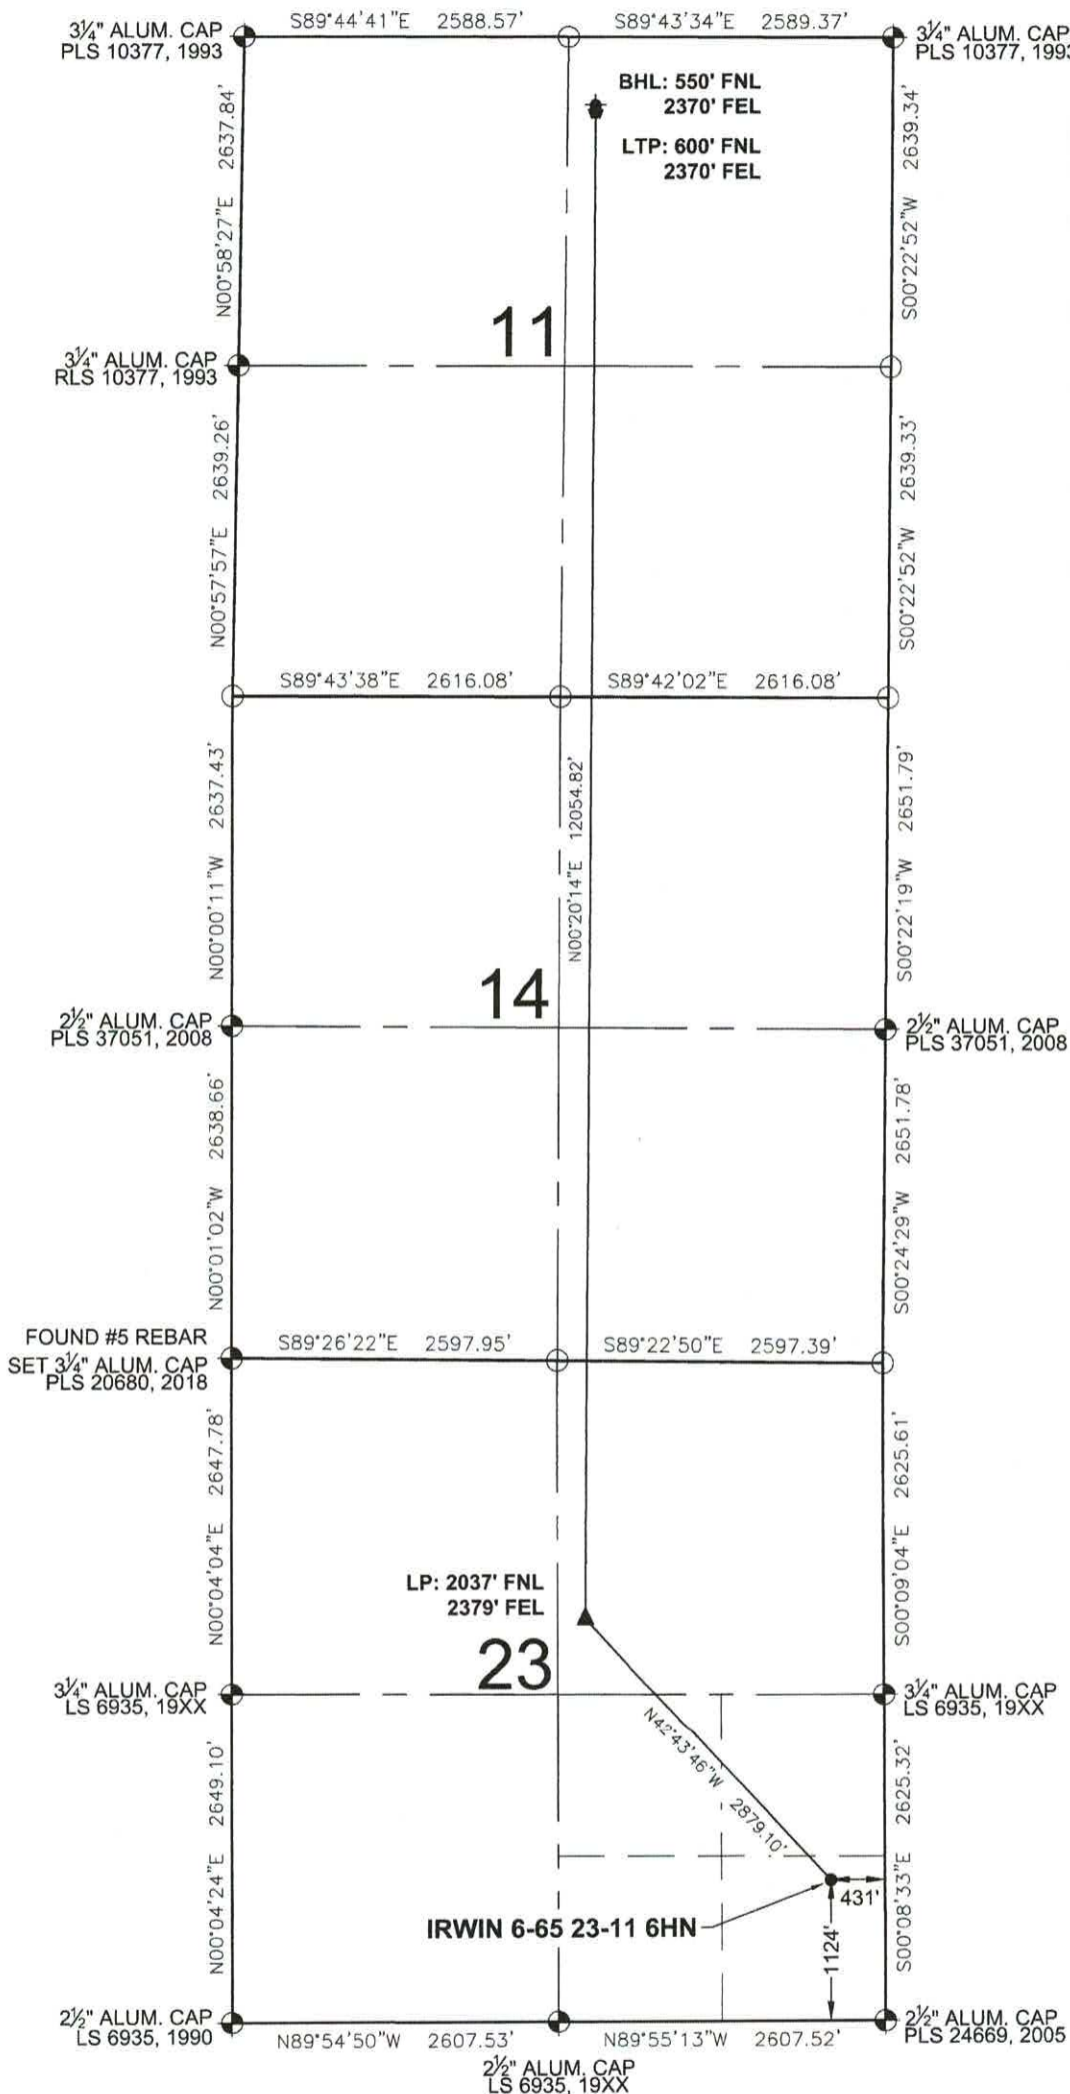 S89°44'41"E 2588.57'
S89°43'34"E 2589.37'
3¼" ALUM. CAP
PLS 10377, 1993
3¼" ALUM. CAP
PLS 10377, 1993
BHL: 550' FNL
2370' FEL
LTP: 600' FNL
2370' FEL
N00°58'27"E 2637.84'
S00°22'52"W 2639.34'
11
3¼" ALUM. CAP
RLS 10377, 1993
N00°57'57"E 2639.26'
S00°22'52"W 2639.33'
S89°43'38"E 2616.08'
S89°42'02"E 2616.08'
N00°00'11"W 2637.43'
N00°20'14"E 12054.82'
S00°22'19"W 2651.79'
14
2½" ALUM. CAP
PLS 37051, 2008
2½" ALUM. CAP
PLS 37051, 2008
N00°01'02"W 2638.66'
S00°24'29"W 2651.78'
FOUND #5 REBAR
SET 3¼" ALUM. CAP
PLS 20680, 2018
S89°26'22"E 2597.95'
S89°22'50"E 2597.39'
N00°04'04"E 2647.78'
S00°09'04"E 2625.61'
LP: 2037' FNL
2379' FEL
23
3¼" ALUM. CAP
LS 6935, 19XX
3¼" ALUM. CAP
LS 6935, 19XX
N42°43'46"W 2879.10'
N00°04'24"E 2649.10'
S00°08'33"E 2625.32'
431'
IRWIN 6-65 23-11 6HN
1124'
2½" ALUM. CAP
LS 6935, 1990
N89°54'50"W 2607.53'
N89°55'13"W 2607.52'
2½" ALUM. CAP
PLS 24669, 2005
2½" ALUM. CAP
LS 6935, 19XX